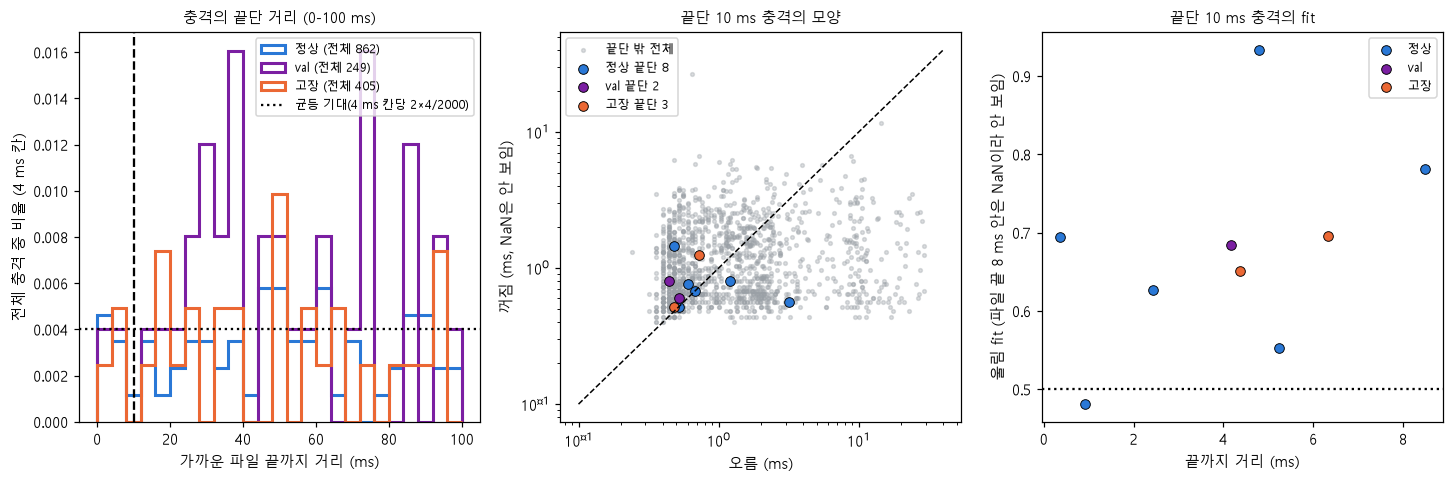 충격의 끝단 거리 (0-100 ms)
전체 충격 중 비율 (4 ms 칸)
0.016
0.014
0.012
0.010
0.008
0.006
0.004
0.002
0.000
정상 (전체 862)
val (전체 249)
고장 (전체 405)
균등 기대(4 ms 칸당 2×4/2000)
0 20 40 60 80 100
가까운 파일 끝까지 거리 (ms)
끝단 10 ms 충격의 모양
꺼짐 (ms, NaN은 안 보임)
10¹
10⁰
10¤1
끝단 밖 전체
정상 끝단 8
val 끝단 2
고장 끝단 3
10¤1 10⁰ 10¹
오름 (ms)
끝단 10 ms 충격의 fit
울림 fit (파일 끝 8 ms 안은 NaN이라 안 보임)
0.9
0.8
0.7
0.6
0.5
정상
val
고장
0 2 4 6 8
끝까지 거리 (ms)